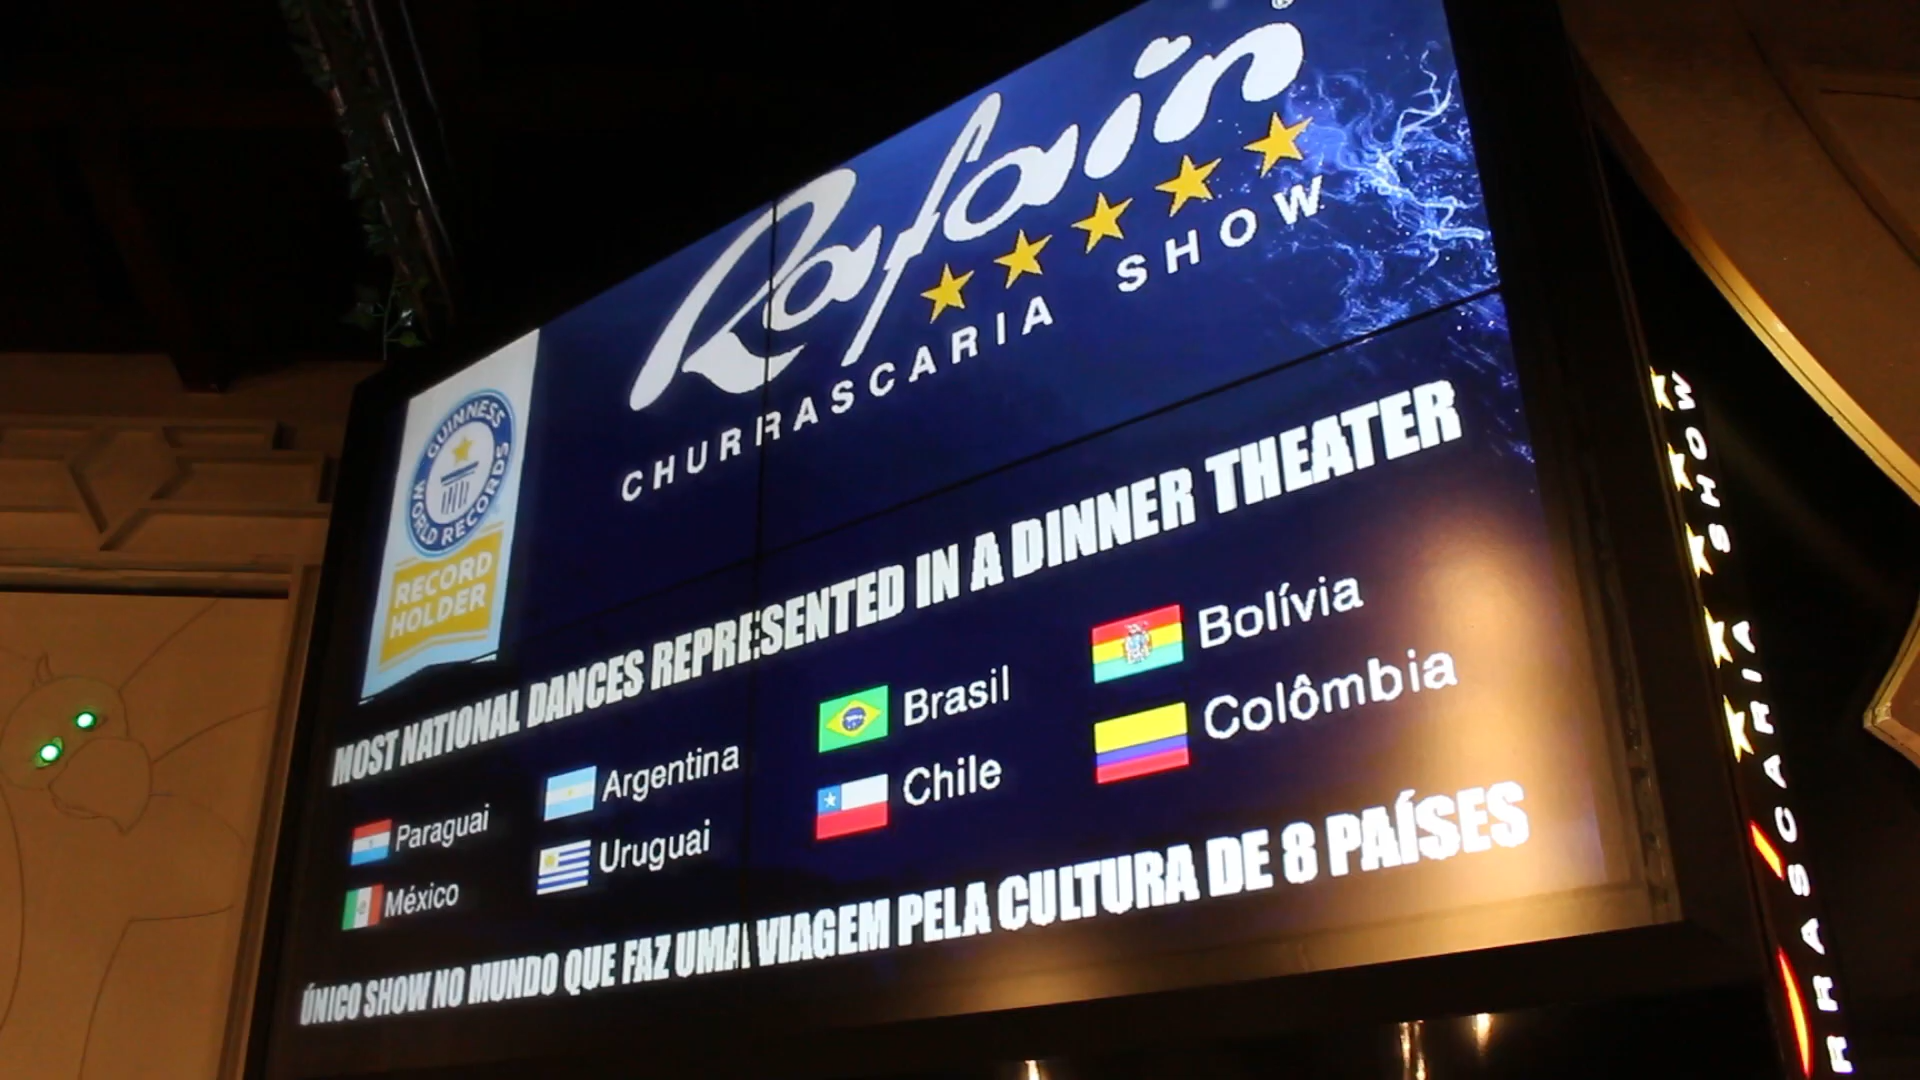 Rafain®
CHURRASCARIA SHOW
GUINNESS
WORLD RECORDS
RECORD
HOLDER
MOST NATIONAL DANCES REPRESENTED IN A DINNER THEATER
Paraguai
Argentina
Brasil
Bolívia
México
Uruguai
Chile
Colômbia
ÚNICO SHOW NO MUNDO QUE FAZ UMA VIAGEM PELA CULTURA DE 8 PAÍSES
RRASCARIA SHOW